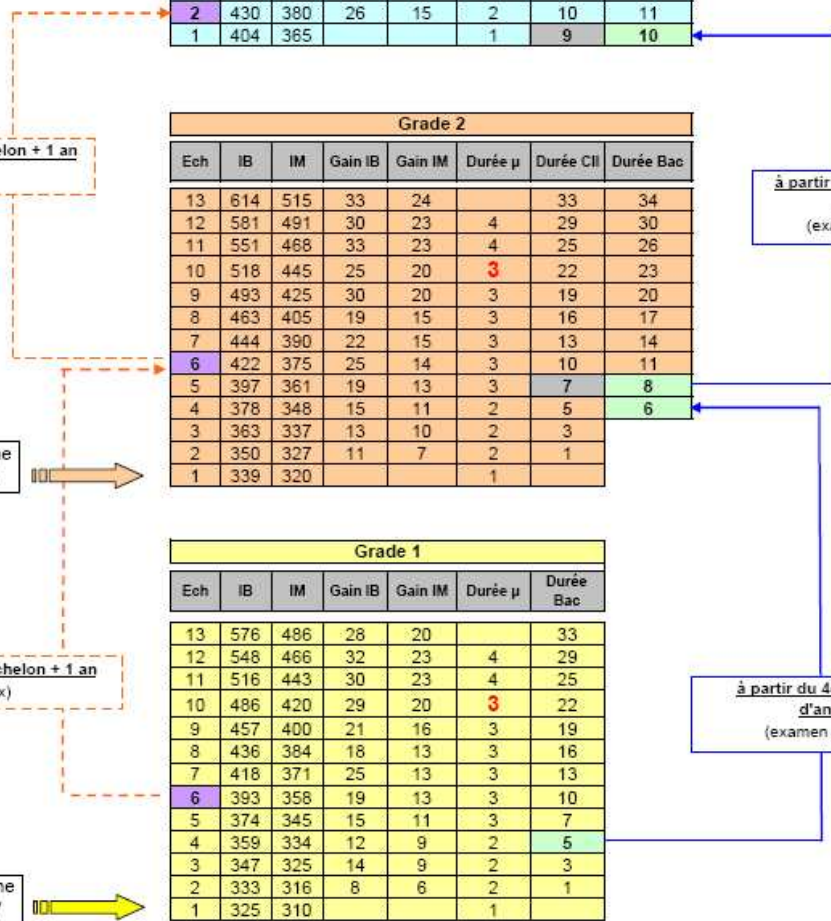 2 430 380 26 15 2 10 11
1 404 365 1 9 10
+ 1 an
à partir
Grade 2
Ech IB IM Gain IB Gain IM Durée µ Durée CII Durée Bac
13 614 515 33 24 33 34
12 581 491 30 23 4 29 30
11 551 468 33 23 4 25 26
10 518 445 25 20 3 22 23
9 493 425 30 20 3 19 20
8 463 405 19 15 3 16 17
7 444 390 22 15 3 13 14
6 422 375 25 14 3 10 11
5 397 361 19 13 3 7 8
4 378 348 15 11 2 5 6
3 363 337 13 10 2 3
2 350 327 11 7 2 1
1 339 320 1
Grade 1
Ech IB IM Gain IB Gain IM Durée µ Durée Bac
13 576 486 28 20 33
12 548 466 32 23 4 29
11 516 443 30 23 4 25
10 486 420 29 20 3 22
9 457 400 21 16 3 19
8 436 384 18 13 3 16
7 418 371 25 13 3 13
6 393 358 19 13 3 10
5 374 345 15 11 3 7
4 359 334 12 9 2 5
3 347 325 14 9 2 3
2 333 316 8 6 2 1
1 325 310 1
+ 1 an
à partir du 4
(examen